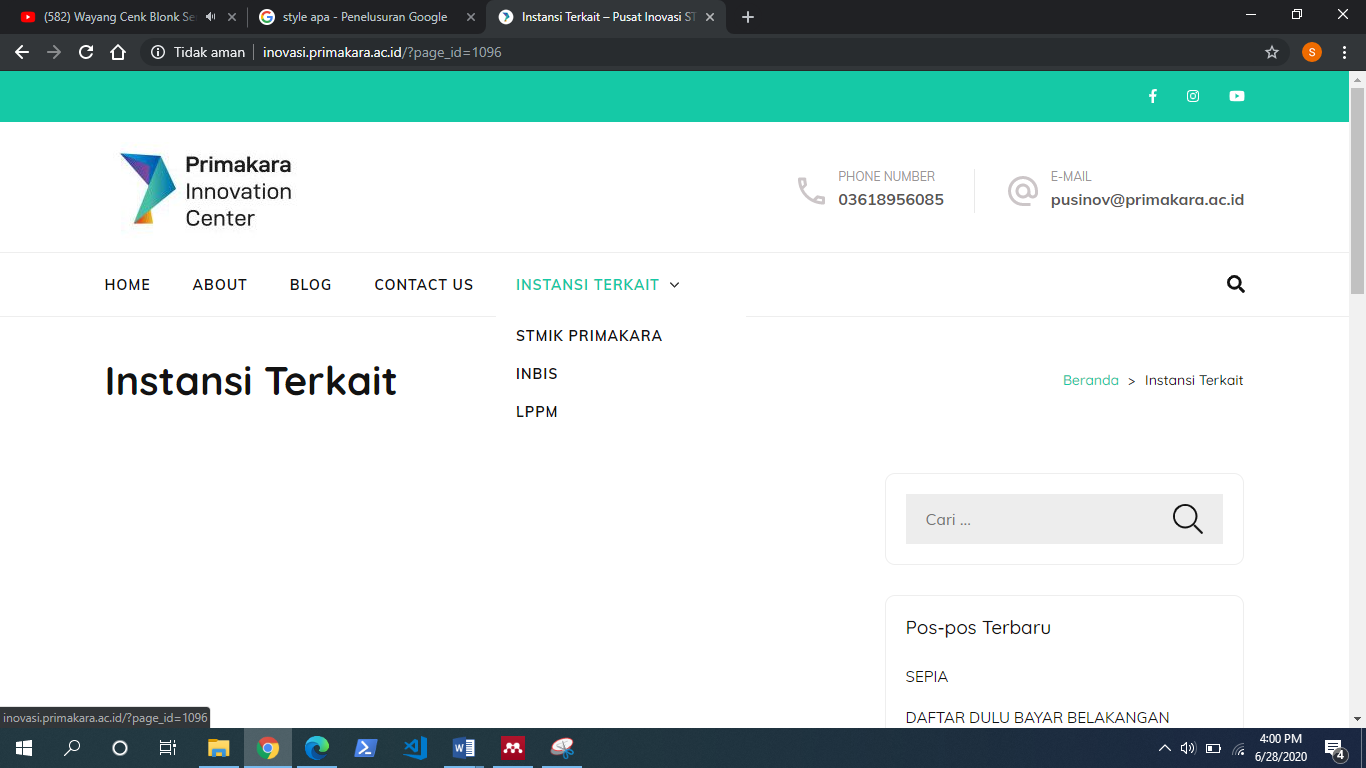 (582) Wayang Cenk Blonk Se
style apa - Penelusuran Google
Instansi Terkait – Pusat Inovasi ST
Tidak aman
inovasi.primakara.ac.id/?page_id=1096
S
Primakara
Innovation
Center
PHONE NUMBER
03618956085
E-MAIL
pusinov@primakara.ac.id
HOME ABOUT BLOG CONTACT US INSTANSI TERKAIT
STMIK PRIMAKARA
INBIS
LPPM
Instansi Terkait
Beranda > Instansi Terkait
Cari ...
Pos-pos Terbaru
SEPIA
DAFTAR DULU BAYAR BELAKANGAN
inovasi.primakara.ac.id/?page_id=1096
4:00 PM
6/28/2020
4